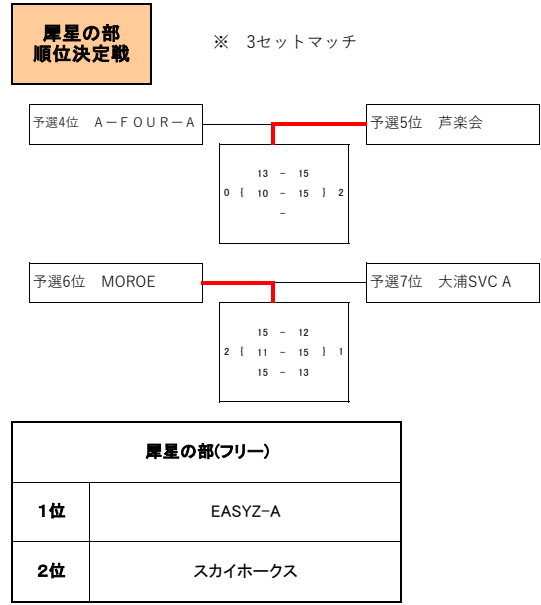 犀星の部
順位決定戦
※　3セットマッチ
予選4位　Ａ－ＦＯＵＲ－Ａ
予選5位　芦楽会
13 － 15
0 { 10 － 15 } 2
－
予選6位　MOROE
予選7位　大浦SVC A
15 － 12
2 { 11 － 15 } 1
15 － 13
犀星の部(フリー)
1位 EASYZ-A
2位 スカイホークス